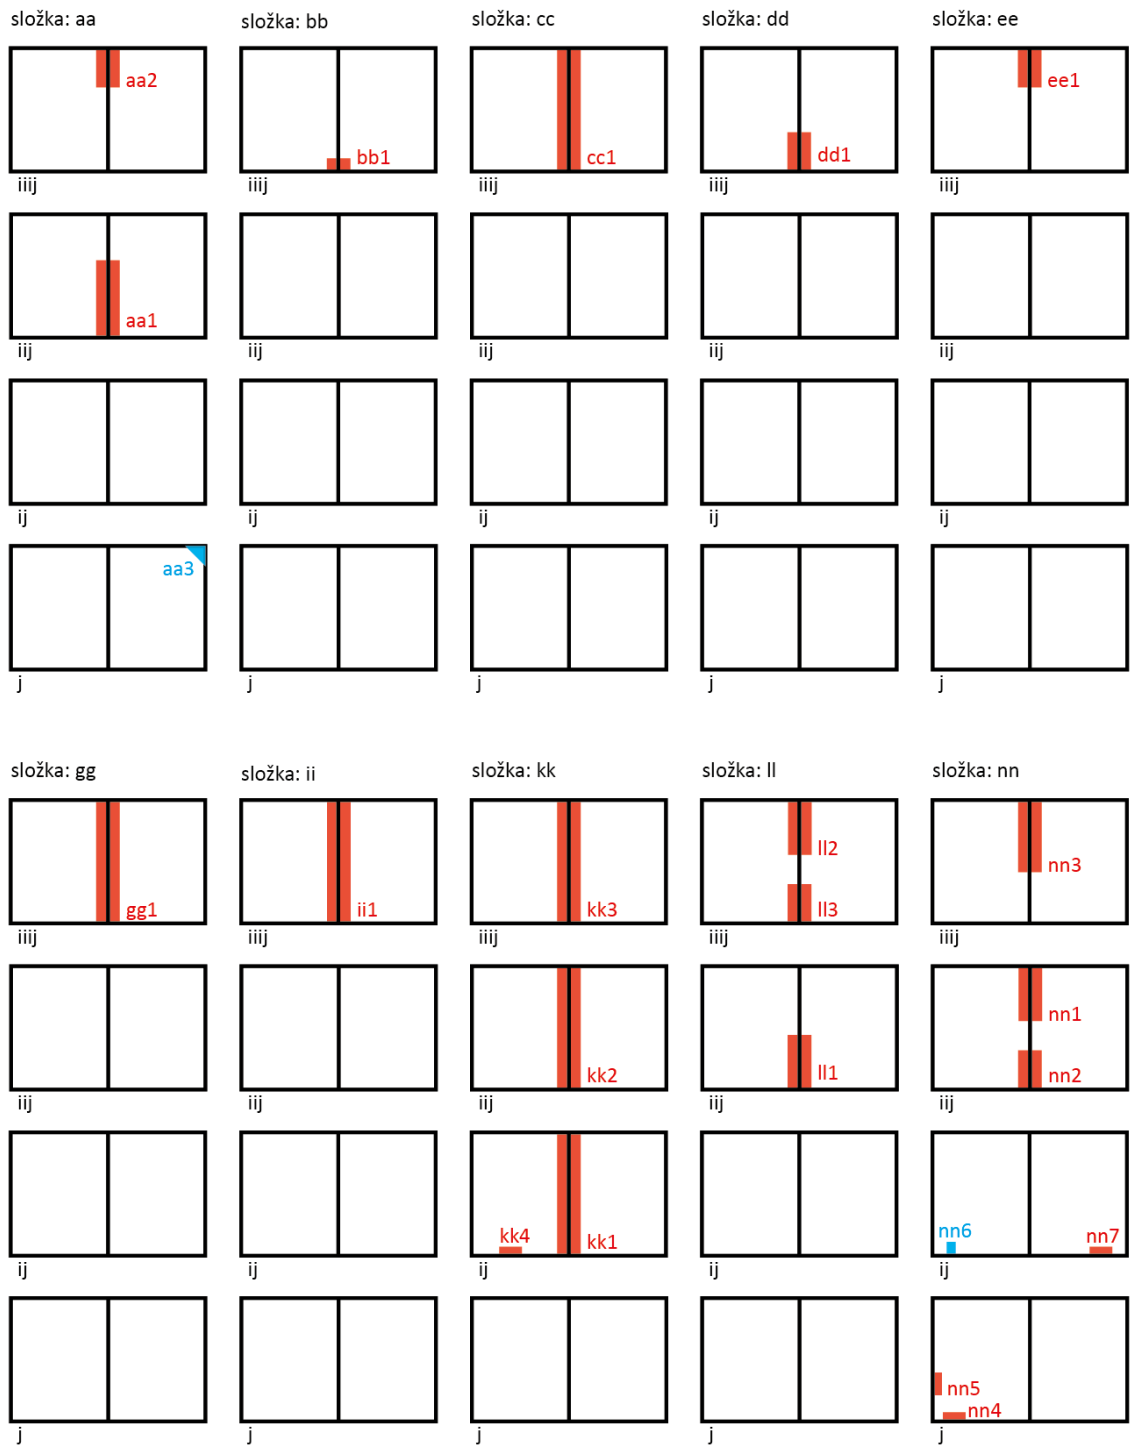 složka: aa složka: bb složka: cc složka: dd složka: ee
aa2 bb1 cc1 dd1 ee1
iiij iiij iiij iiij iiij
aa1
iij iij iij iij iij
ij ij ij ij ij
aa3
j j j j j
složka: gg složka: ii složka: kk složka: ll složka: nn
ll2 nn3
gg1 ii1 kk3 ll3
iiij iiij iiij iiij iiij
nn1
kk2 ll1 nn2
iij iij iij iij iij
kk4 kk1 nn6 nn7
ij ij ij ij ij
nn5
nn4
j j j j j